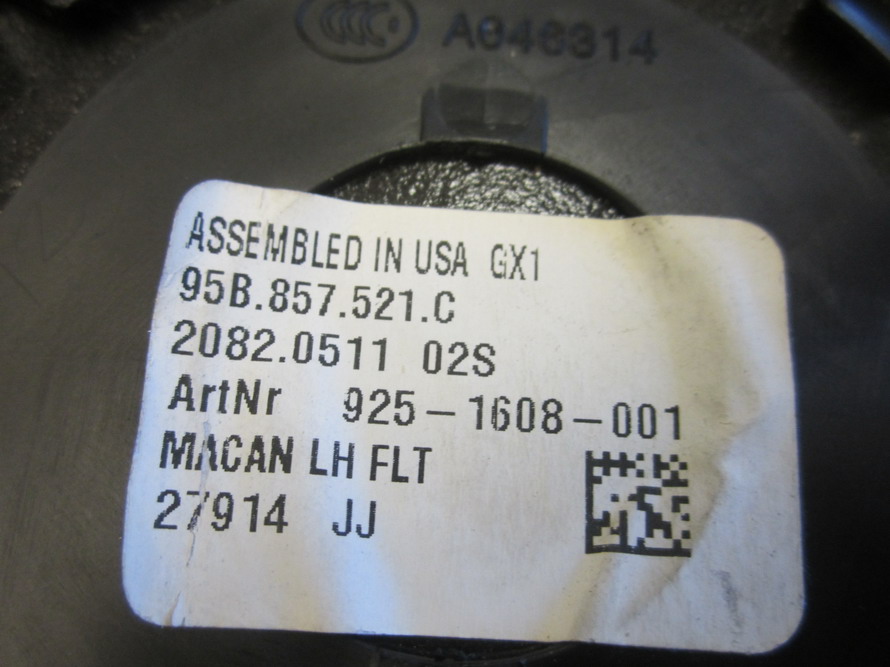 CCC A046314
ASSEMBLED IN USA GX1
95B.857.521.C
2082.0511 02S
ArtNr 925-1608-001
MACAN LH FLT
27914 JJ